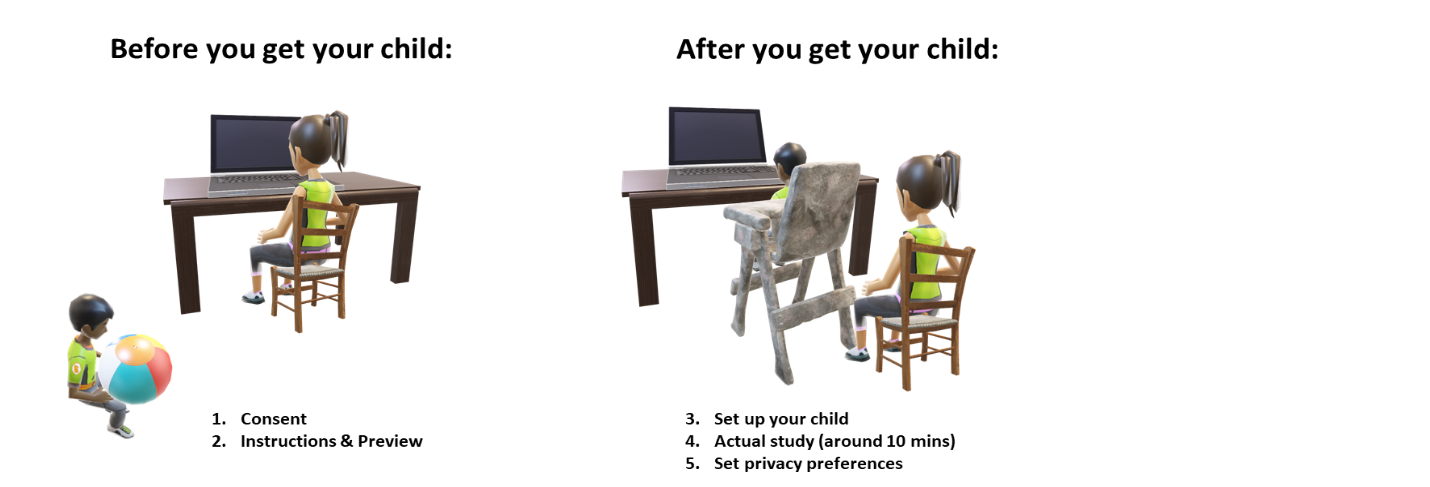 Before you get your child:
1. Consent
2. Instructions & Preview
After you get your child:
3. Set up your child
4. Actual study (around 10 mins)
5. Set privacy preferences